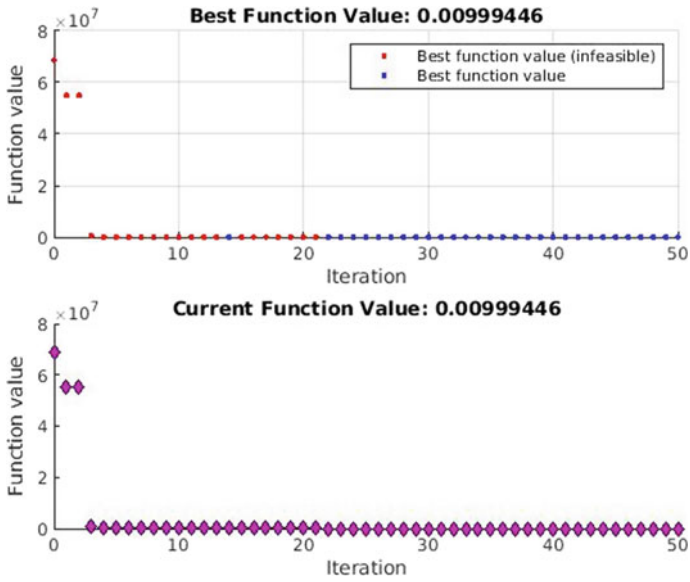 Best Function Value: 0.00999446
×10⁷
8
6
4
2
0
Function value
Best function value (infeasible)
Best function value
0 10 20 30 40 50
Iteration
Current Function Value: 0.00999446
×10⁷
8
6
4
2
0
Function value
0 10 20 30 40 50
Iteration